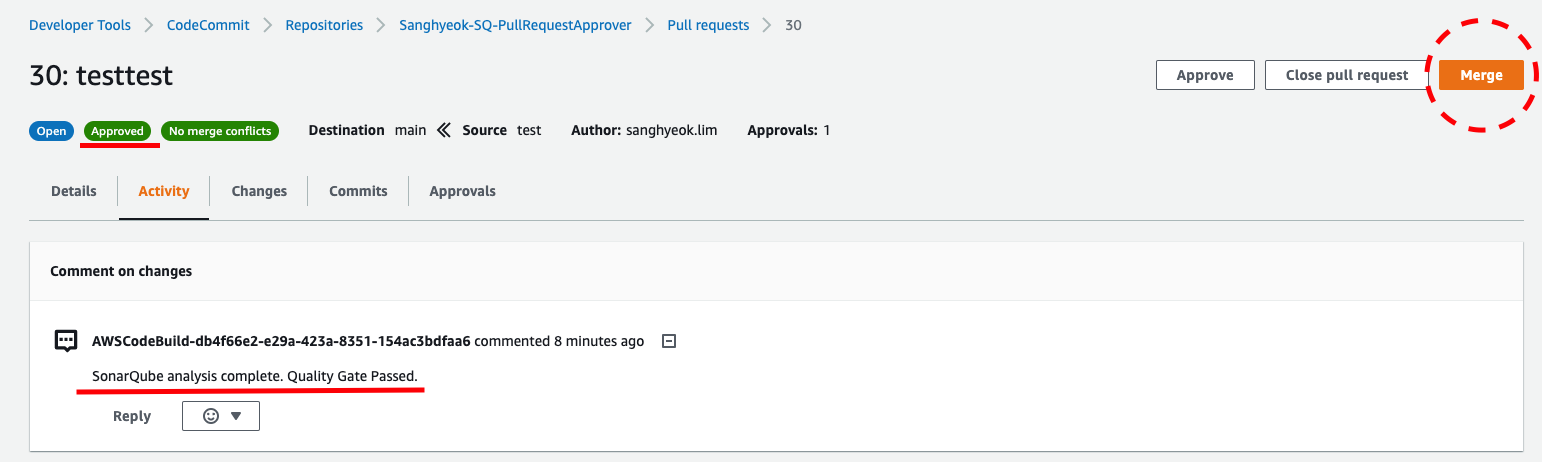 Developer Tools > CodeCommit > Repositories > Sanghyeok-SQ-PullRequestApprover > Pull requests > 30
30: testtest
Approve Close pull request Merge
Open Approved No merge conflicts Destination main Source test Author: sanghyeok.lim Approvals: 1
Details Activity Changes Commits Approvals
Comment on changes
AWSCodeBuild-db4f66e2-e29a-423a-8351-154ac3bdfaa6 commented 8 minutes ago
SonarQube analysis complete. Quality Gate Passed.
Reply